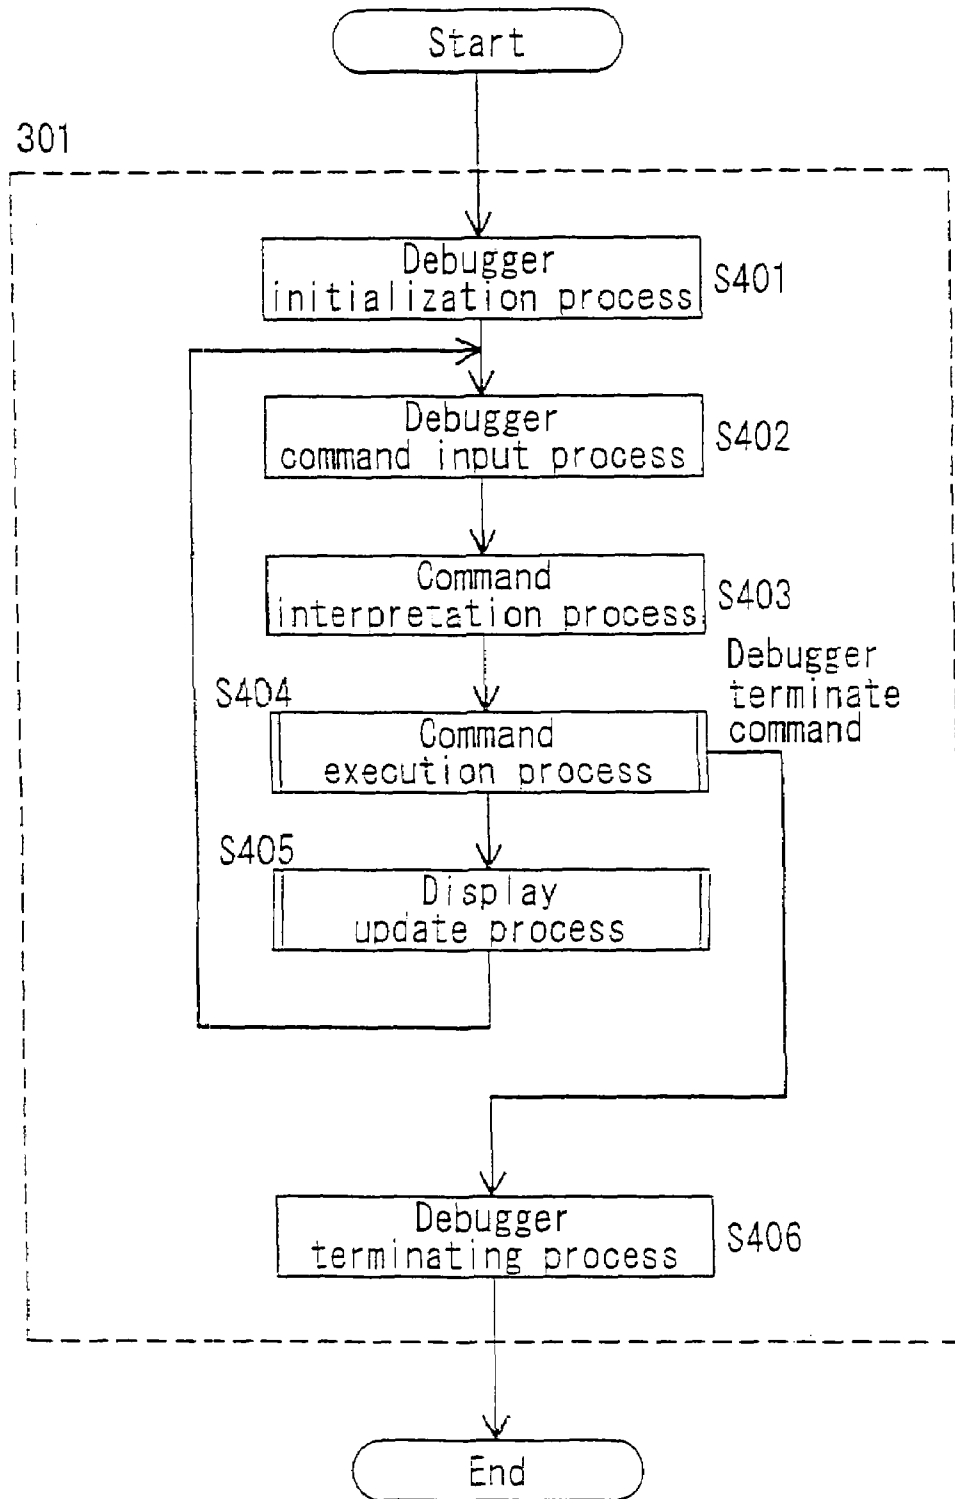 Start
301
Debugger
initialization process
S401
Debugger
command input process
S402
Command
interpretation process
S403
Debugger
terminate
command
S404
Command
execution process
S405
Display
update process
Debugger
terminating process
S406
End